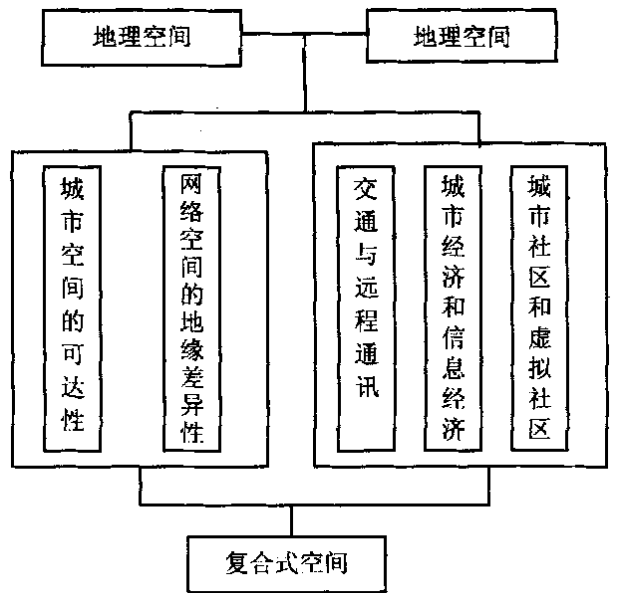 地理空间
地理空间
城市空间的可达性
网络空间的地缘差异性
交通与远程通讯
城市经济和信息经济
城市社区和虚拟社区
复合式空间